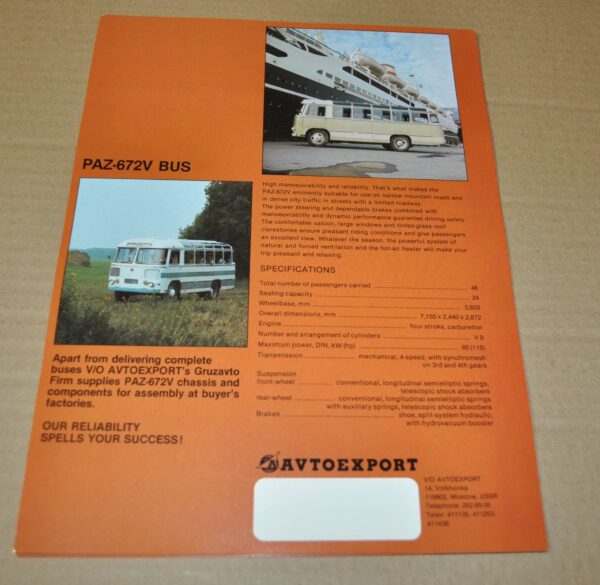 PAZ-672V BUS
High manoeuvrability and reliability. That's what makes the
PAZ-672V eminently suitable for use on narrow mountain roads and
in dense city traffic in streets with a limited roadway.
The power steering and dependable brakes combined with
manoeuvrability and dynamic performance guarantee driving safety.
The comfortable saloon, large windows and tinted-glass roof
clerestories ensure pleasant riding conditions and give passengers
an excellent view. Whatever the season, the powerful system of
natural and forced ventilation and the hot-air heater will make your
trip pleasant and relaxing.
SPECIFICATIONS
Total number of passengers carried 46
Seating capacity 24
Wheelbase, mm 3,600
Overall dimensions, mm 7,150 x 2,440 x 2,872
Engine four-stroke, carburettor
Number and arrangement of cylinders V 8
Maximum power, DIN, kW (hp) 85 (115)
Transmission mechanical, 4-speed, with synchromesh
on 3rd and 4th gears
Suspension
front-wheel conventional, longitudinal semielliptic springs,
telescopic shock absorbers
rear-wheel conventional, longitudinal semielliptic springs
with auxiliary springs, telescopic shock absorbers
Brakes shoe, split-system hydraulic,
with hydrovacuum booster
Apart from delivering complete
buses V/O AVTOEXPORT's Gruzavto
Firm supplies PAZ-672V chassis and
components for assembly at buyer's
factories.
OUR RELIABILITY
SPELLS YOUR SUCCESS!
AVTOEXPORT
V/O AVTOEXPORT
14, Volkhonka
119902, Moscow, USSR
Telephone: 202-85-35
Telex: 411135, 411253,
411436